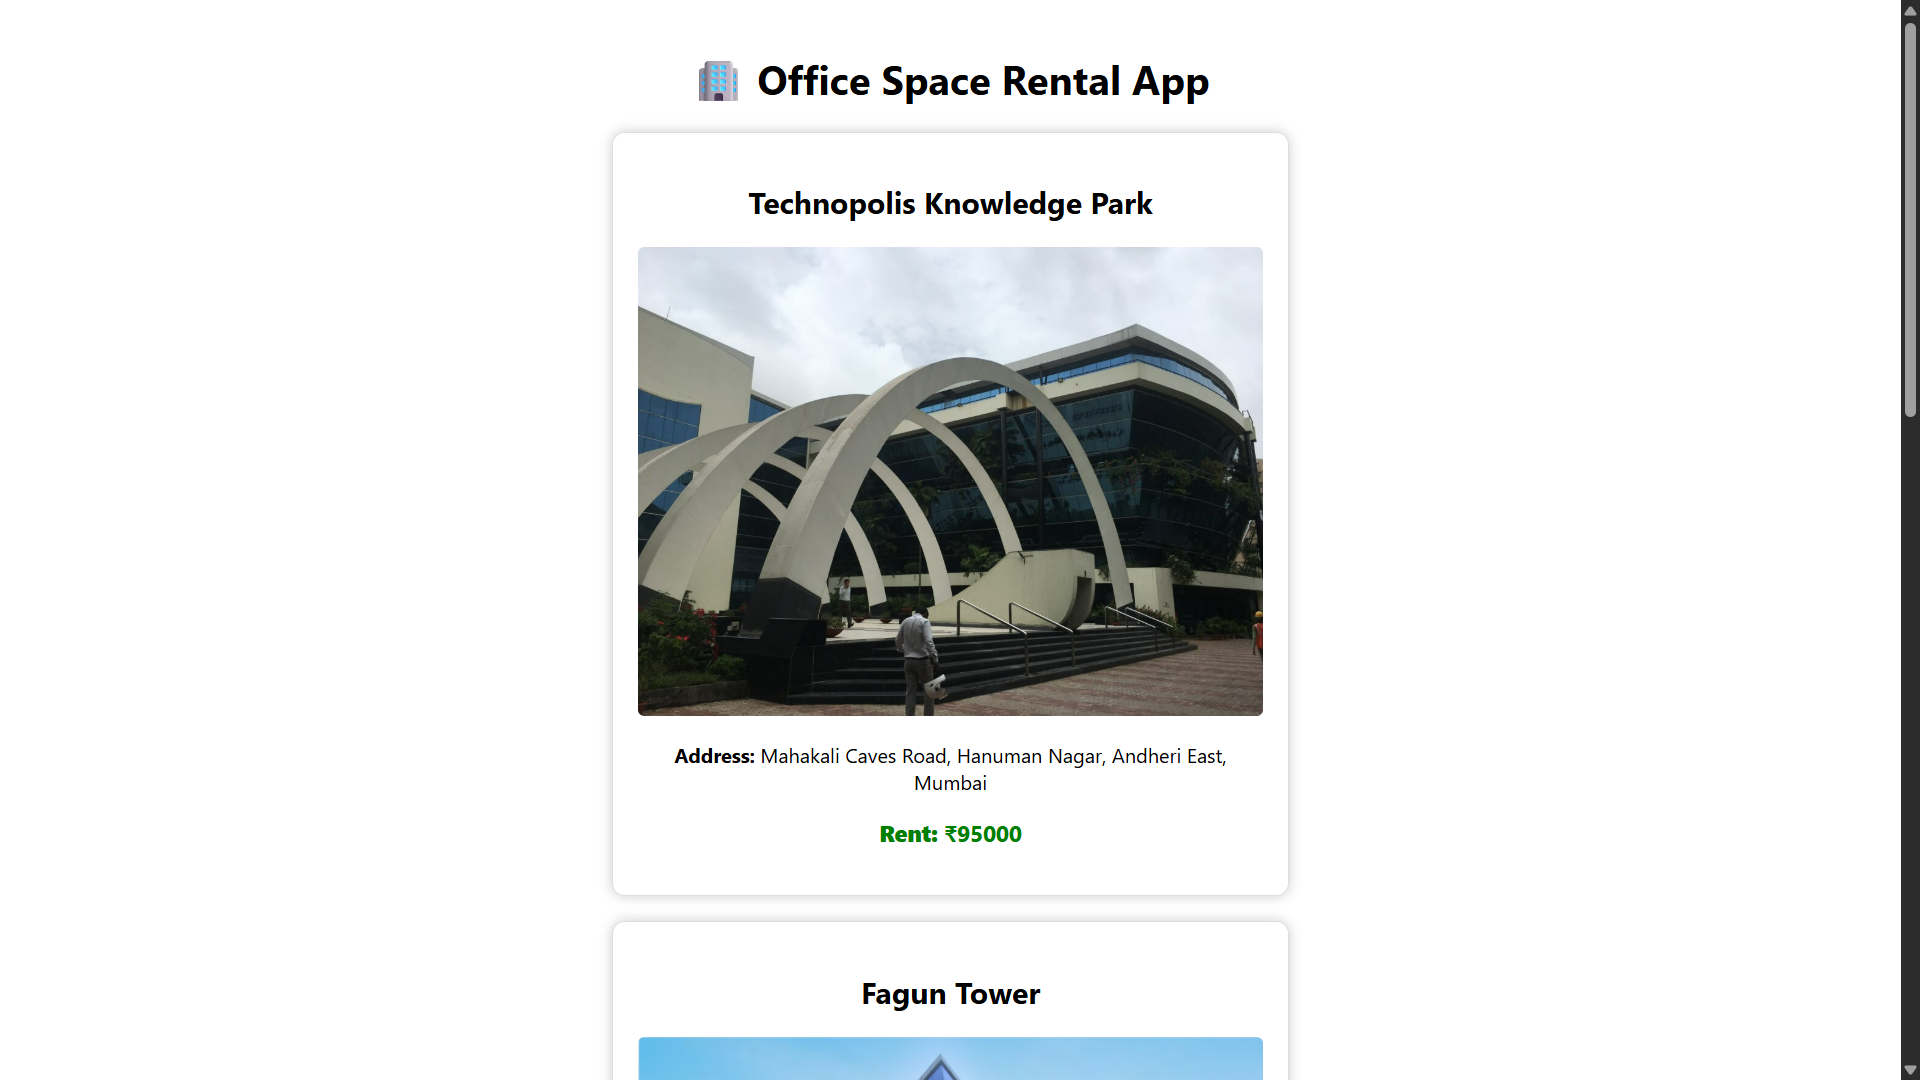 Office Space Rental App
Technopolis Knowledge Park
Address: Mahakali Caves Road, Hanuman Nagar, Andheri East,
Mumbai
Rent: ₹95000
Fagun Tower